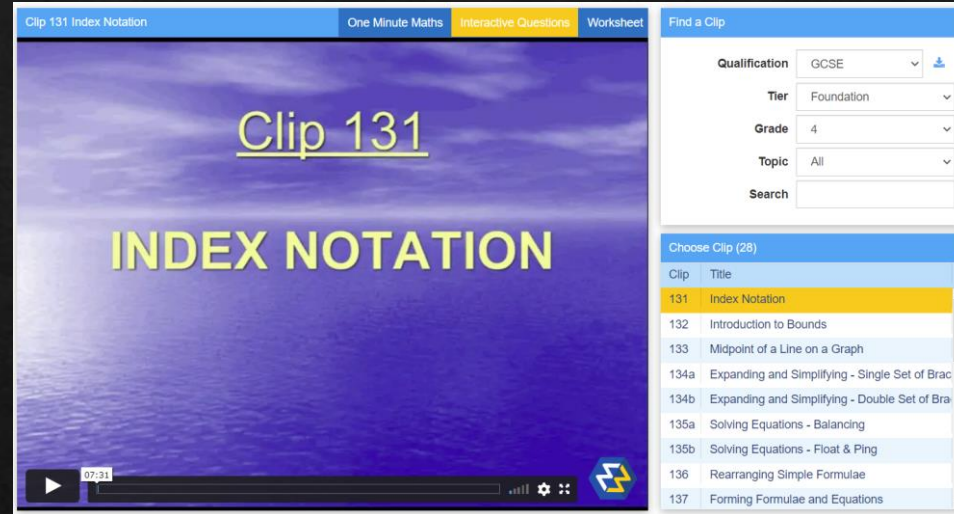 Clip 131 Index Notation
One Minute Maths
Interactive Questions
Worksheet
Clip 131
INDEX NOTATION
07:31
Find a Clip
Qualification GCSE
Tier Foundation
Grade 4
Topic All
Search
Choose Clip (28)
Clip Title
131 Index Notation
132 Introduction to Bounds
133 Midpoint of a Line on a Graph
134a Expanding and Simplifying - Single Set of Brac
134b Expanding and Simplifying - Double Set of Bra
135a Solving Equations - Balancing
135b Solving Equations - Float & Ping
136 Rearranging Simple Formulae
137 Forming Formulae and Equations